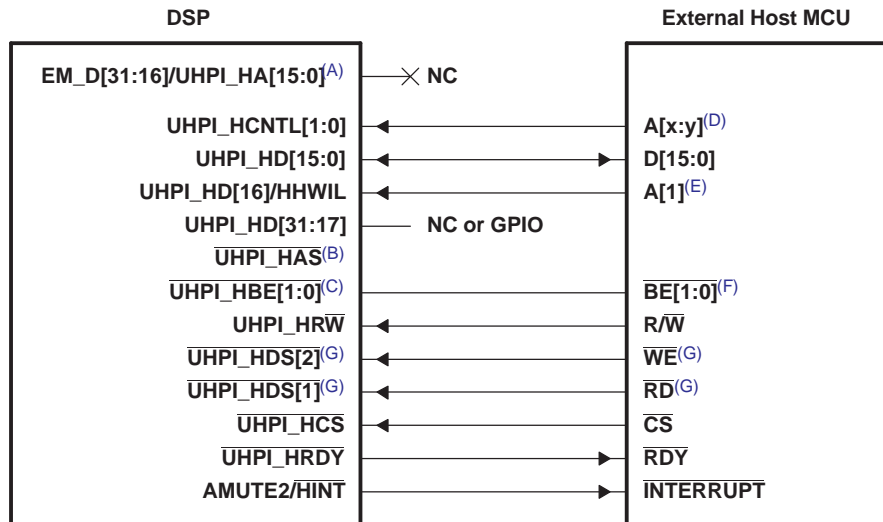 DSP External Host MCU
EM_D[31:16]/UHPI_HA[15:0](A) NC
UHPI_HCNTL[1:0] A[x:y](D)
UHPI_HD[15:0] D[15:0]
UHPI_HD[16]/HHWIL A[1](E)
UHPI_HD[31:17] NC or GPIO
UHPI_HAS(B)
UHPI_HBE[1:0](C) BE[1:0](F)
UHPI_HRW R/W
UHPI_HDS[2](G) WE(G)
UHPI_HDS[1](G) RD(G)
UHPI_HCS CS
UHPI_HRDY RDY
AMUTE2/HINT INTERRUPT